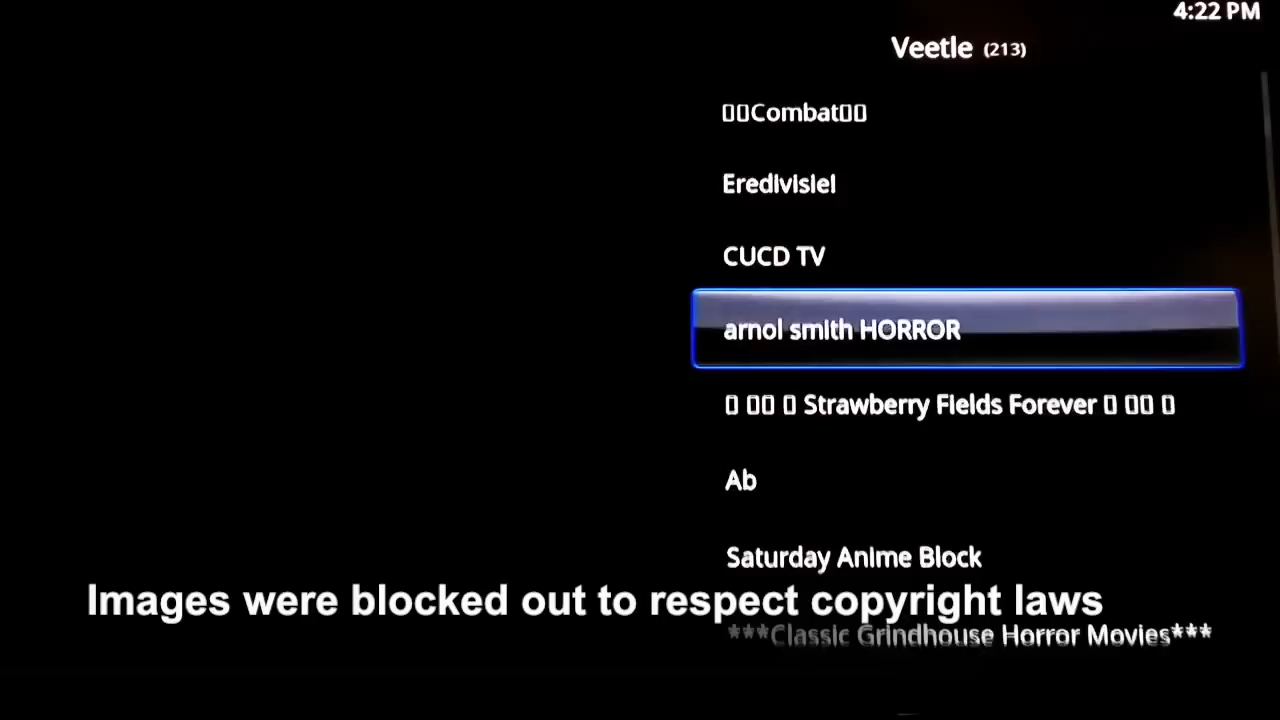 4:22 PM
Veetle (213)
▯▯Combat▯▯
Eredivisie!
CUCD TV
arnol smith HORROR
▯ ▯▯ ▯ Strawberry Fields Forever ▯ ▯▯ ▯
Ab
Saturday Anime Block
Images were blocked out to respect copyright laws
***Classic Grindhouse Horror Movies***